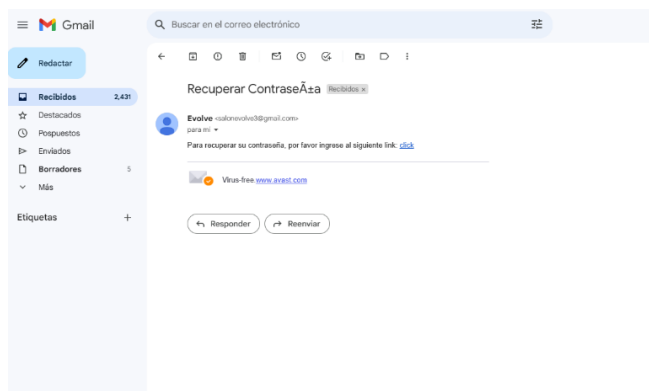 Gmail
Buscar en el correo electrónico
Redactar
Recibidos 2,431
Destacados
Pospuestos
Enviados
Borradores 5
Más
Etiquetas
Recuperar ContraseÃ±a Recibidos x
Evolve <salonevolve3@gmail.com>
para mí
Para recuperar su contraseña, por favor ingrese al siguiente link: click
Virus-free.www.avast.com
Responder Reenviar